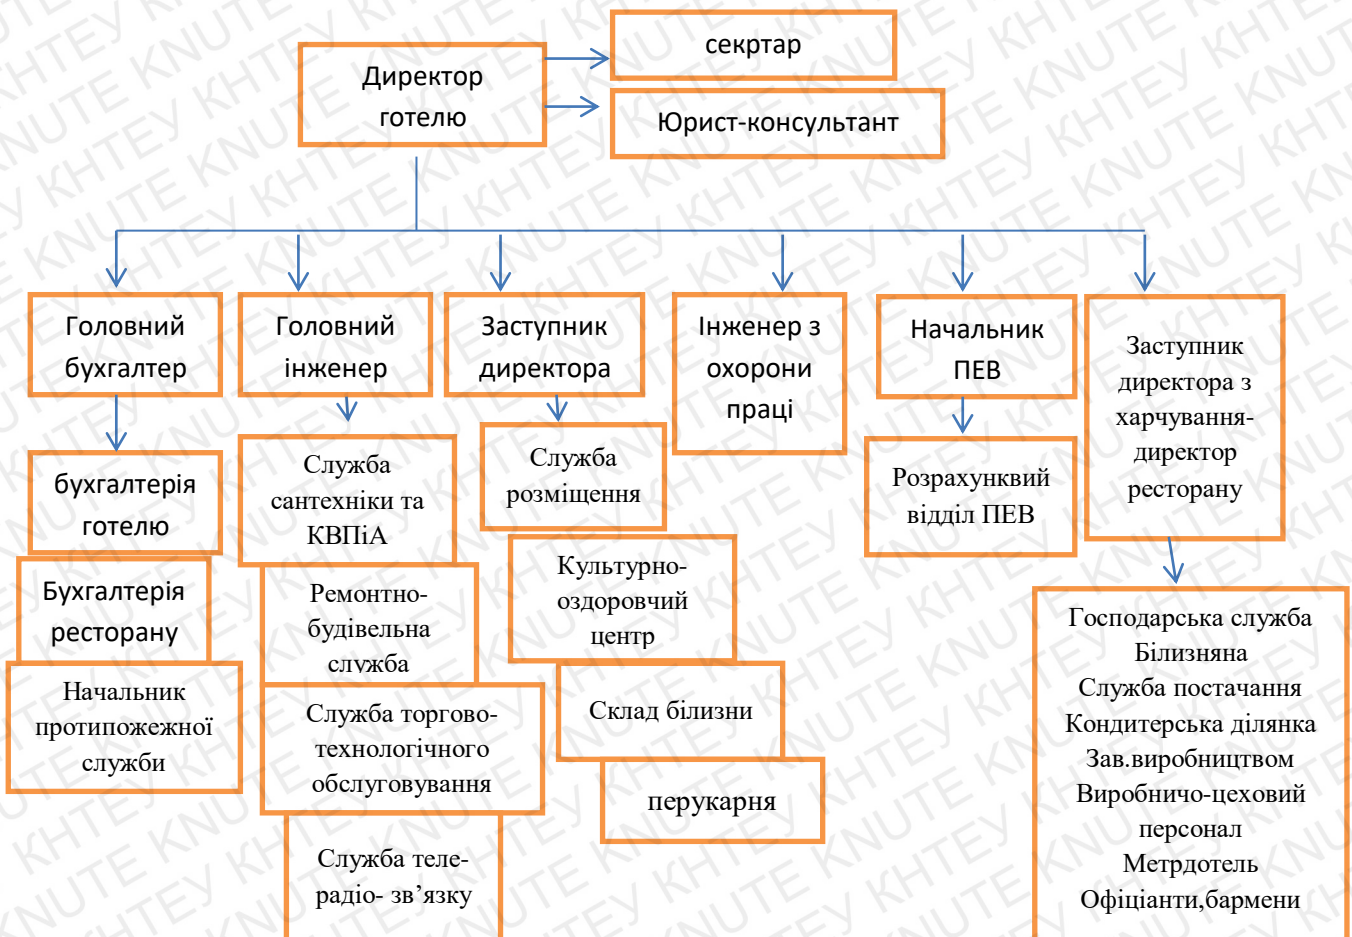 секртар
Директор
готелю
Юрист-консультант
Головний
бухгалтер
Головний
інженер
Заступник
директора
Інженер з
охорони
праці
Начальник
ПЕВ
Заступник
директора з
харчування-
директор
ресторану
бухгалтерія
готелю
Бухгалтерія
ресторану
Начальник
протипожежної
служби
Служба
сантехніки та
КВПіА
Ремонтно-
будівельна
служба
Служба торгово-
технологічного
обслуговування
Служба теле-
радіо- зв’язку
Служба
розміщення
Культурно-
оздоровчий
центр
Склад білизни
перукарня
Розрахунквий
відділ ПЕВ
Господарська служба
Білизняна
Служба постачання
Кондитерська ділянка
Зав.виробництвом
Виробничо-цеховий
персонал
Метрдотель
Офіціанти,бармени
KNUTE КНТЕУ